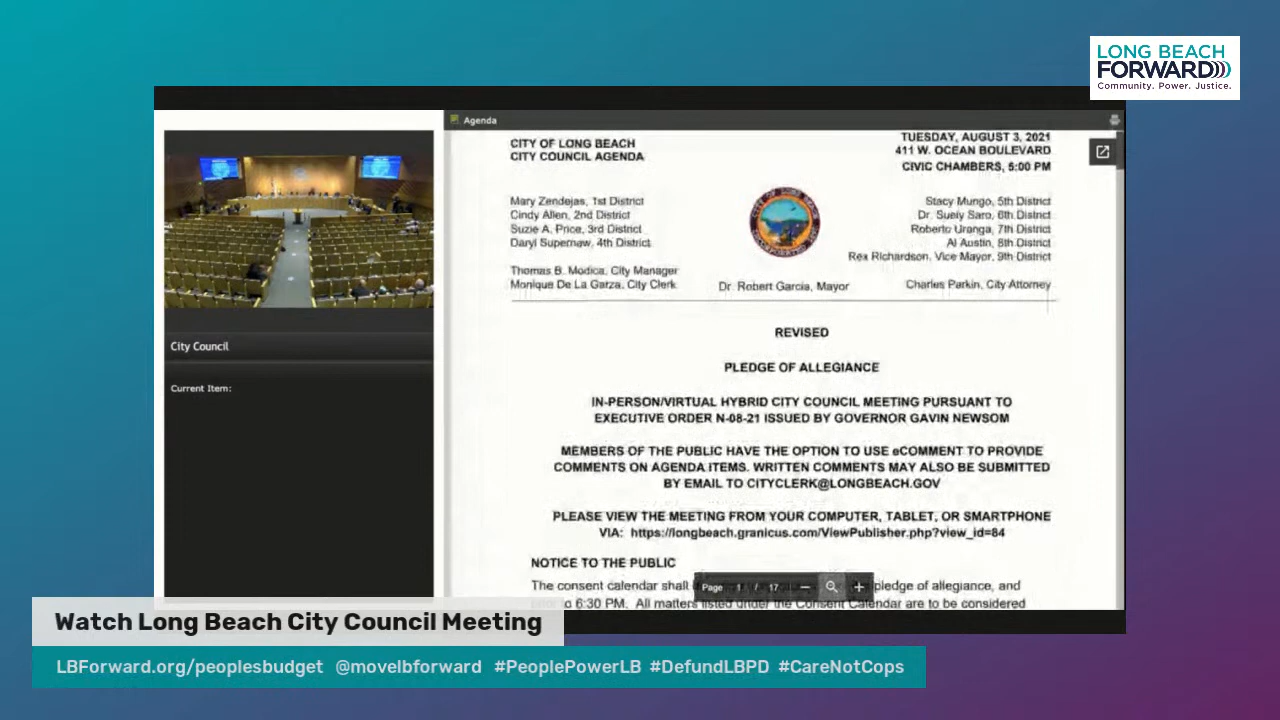 LONG BEACH
FORWARD
Community. Power. Justice.
Agenda
CITY OF LONG BEACH
CITY COUNCIL AGENDA
TUESDAY, AUGUST 3, 2021
411 W. OCEAN BOULEVARD
CIVIC CHAMBERS, 5:00 PM
Mary Zendejas, 1st District
Cindy Allen, 2nd District
Suzie A. Price, 3rd District
Daryl Supernaw, 4th District
Thomas B. Modica, City Manager
Monique De La Garza, City Clerk
Dr. Robert Garcia, Mayor
Stacy Mungo, 5th District
Dr. Suely Saro, 6th District
Roberto Uranga, 7th District
Al Austin, 8th District
Rex Richardson, Vice Mayor, 9th District
Charles Parkin, City Attorney
REVISED
PLEDGE OF ALLEGIANCE
IN-PERSON/VIRTUAL HYBRID CITY COUNCIL MEETING PURSUANT TO
EXECUTIVE ORDER N-08-21 ISSUED BY GOVERNOR GAVIN NEWSOM
MEMBERS OF THE PUBLIC HAVE THE OPTION TO USE eCOMMENT TO PROVIDE
COMMENTS ON AGENDA ITEMS. WRITTEN COMMENTS MAY ALSO BE SUBMITTED
BY EMAIL TO CITYCLERK@LONGBEACH.GOV
PLEASE VIEW THE MEETING FROM YOUR COMPUTER, TABLET, OR SMARTPHONE
VIA: https://longbeach.granicus.com/ViewPublisher.php?view_id=84
NOTICE TO THE PUBLIC
The consent calendar shall pledge of allegiance, and
to 6:30 PM. All matters listed under the Consent Calendar are to be considered
Page 1 / 17
City Council
Current Item:
Watch Long Beach City Council Meeting
LBForward.org/peoplesbudget @movelbforward #PeoplePowerLB #DefundLBPD #CareNotCops